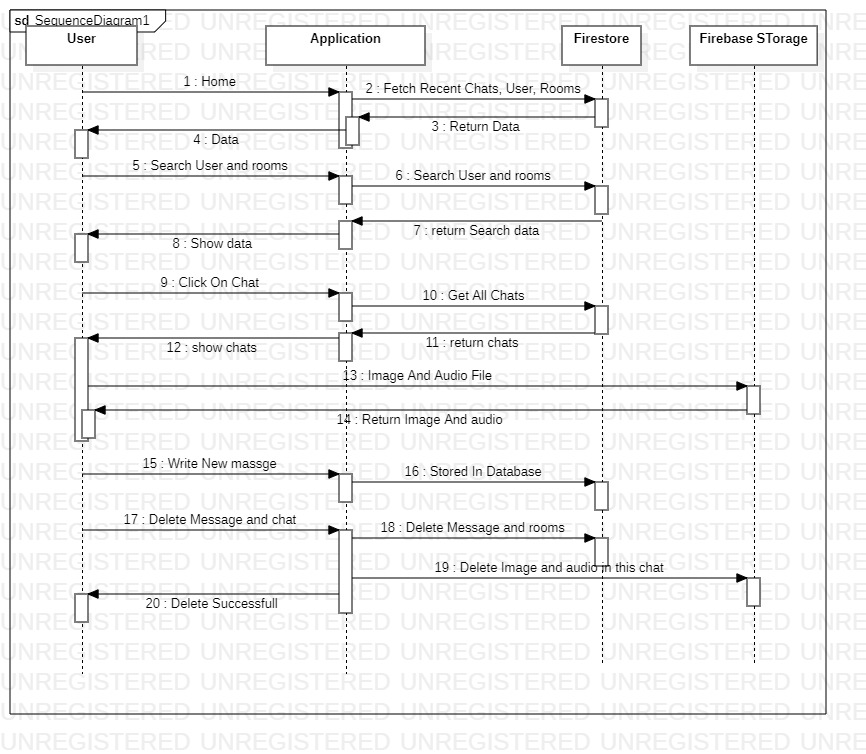 sd SequenceDiagram1
User
Application
Firestore
Firebase STorage
1 : Home
2 : Fetch Recent Chats, User, Rooms
3 : Return Data
4 : Data
5 : Search User and rooms
6 : Search User and rooms
7 : return Search data
8 : Show data
9 : Click On Chat
10 : Get All Chats
11 : return chats
12 : show chats
13 : Image And Audio File
14 : Return Image And audio
15 : Write New massge
16 : Stored In Database
17 : Delete Message and chat
18 : Delete Message and rooms
19 : Delete Image and audio in this chat
20 : Delete Successfull
UNREGISTERED